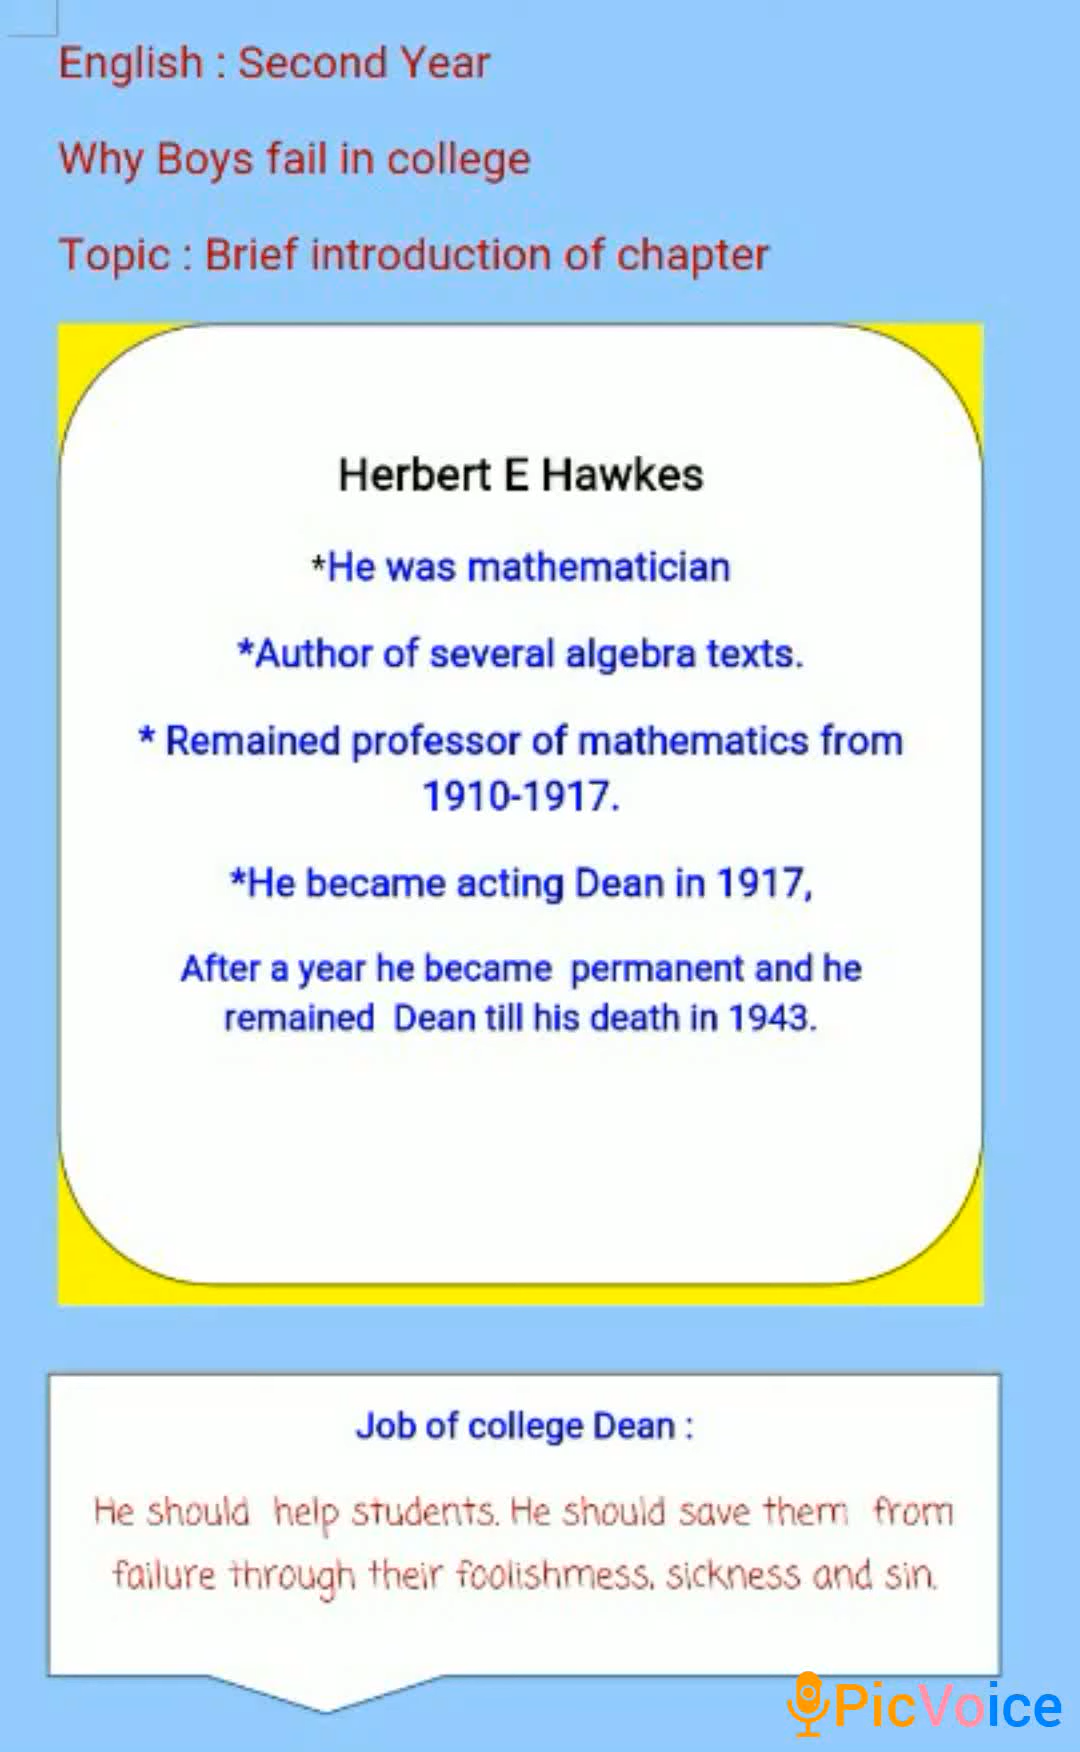 English : Second Year
Why Boys fail in college
Topic : Brief introduction of chapter
Herbert E Hawkes
*He was mathematician
*Author of several algebra texts.
* Remained professor of mathematics from
1910-1917.
*He became acting Dean in 1917,
After a year he became permanent and he
remained Dean till his death in 1943.
Job of college Dean :
He should help students. He should save them from
failure through their foolishmess, sickness and sin.
PicVoice